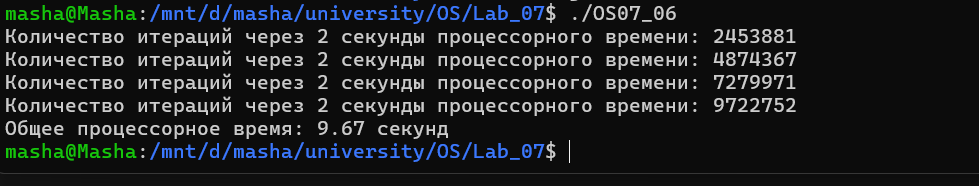 masha@Masha:/mnt/d/masha/university/OS/Lab_07$ ./OS07_06
Количество итераций через 2 секунды процессорного времени: 2453881
Количество итераций через 2 секунды процессорного времени: 4874367
Количество итераций через 2 секунды процессорного времени: 7279971
Количество итераций через 2 секунды процессорного времени: 9722752
Общее процессорное время: 9.67 секунд
masha@Masha:/mnt/d/masha/university/OS/Lab_07$